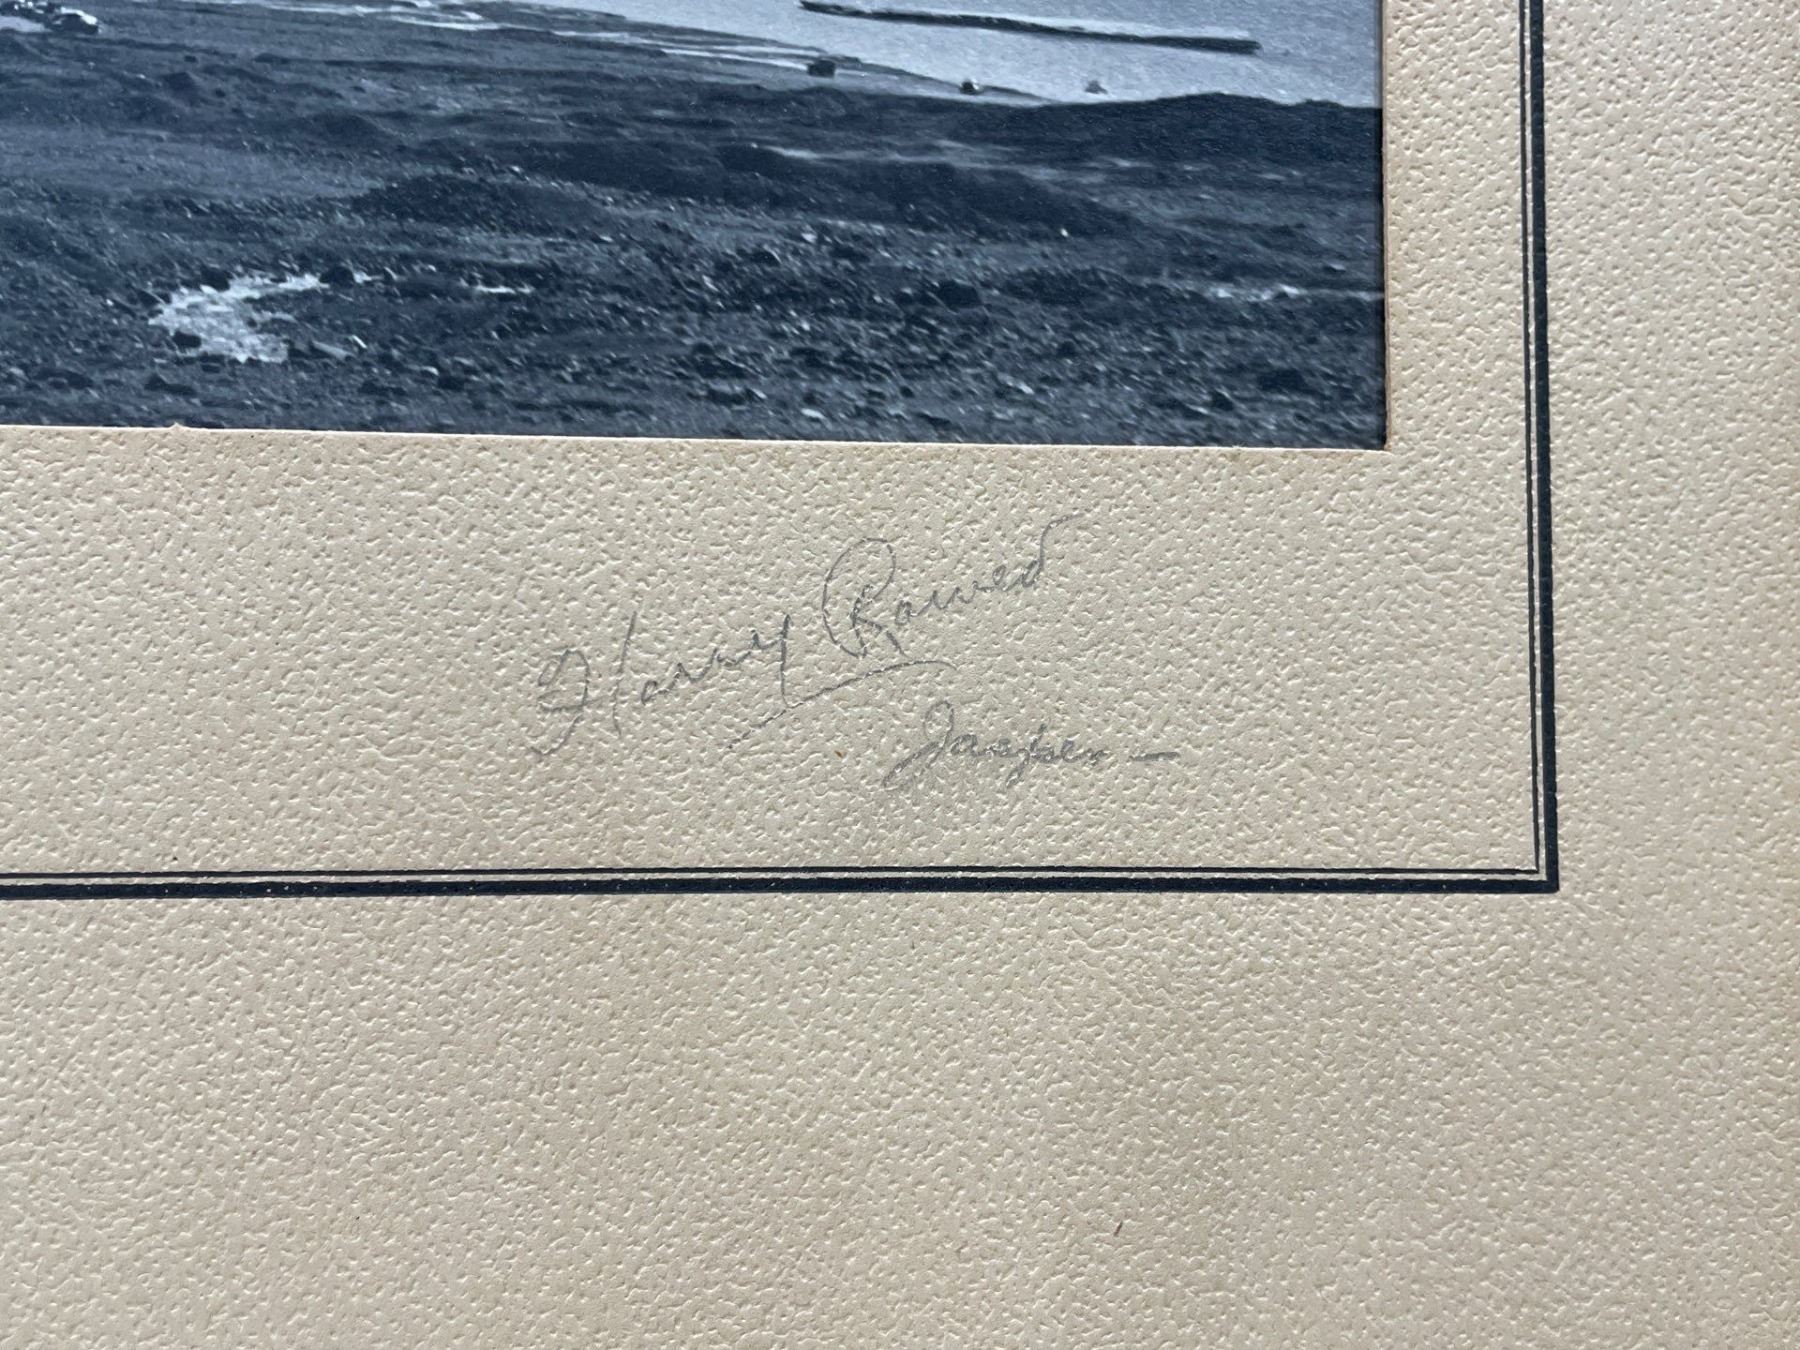 Harry Rowed
Jasper –